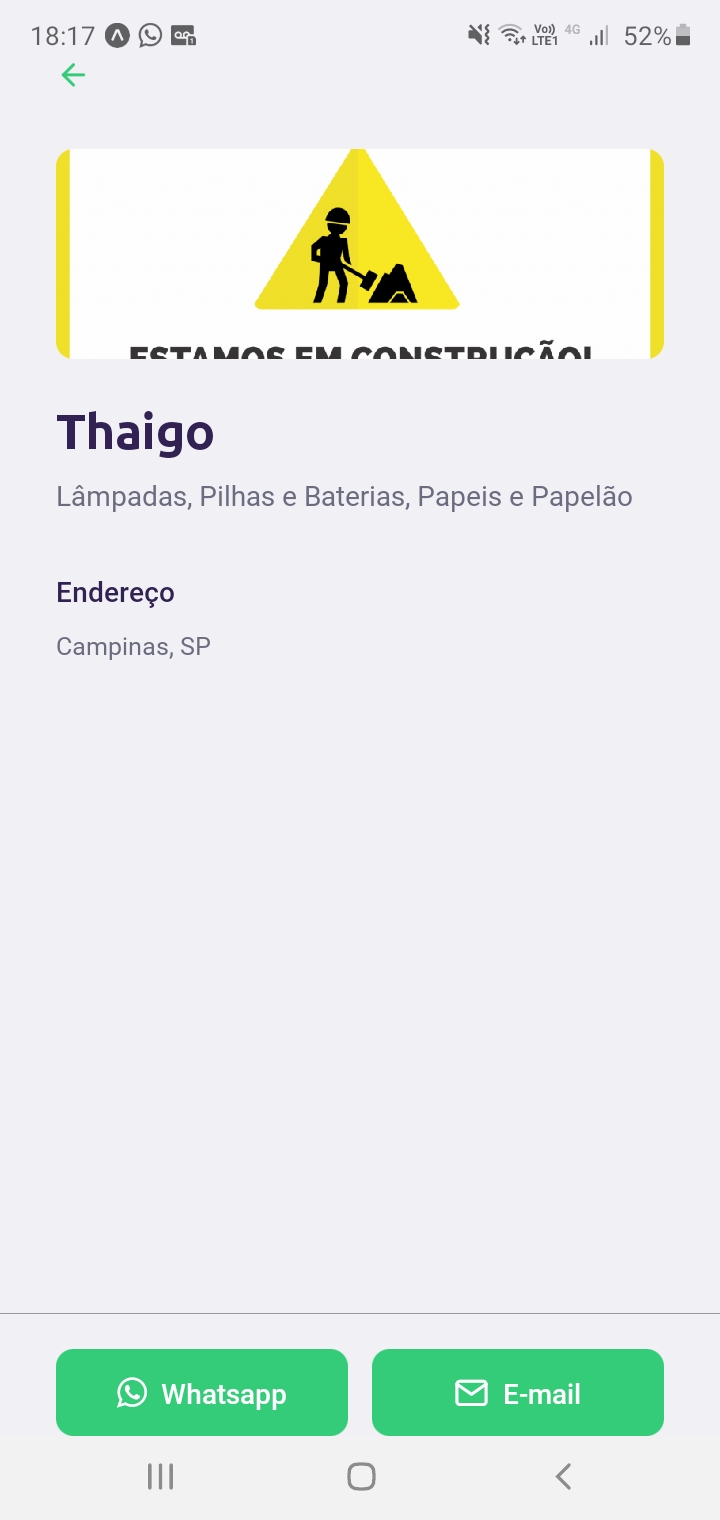 18:17 Vo)) LTE1 4G 52%
ESTAMOS EM CONSTRUÇÃO!
Thaigo
Lâmpadas, Pilhas e Baterias, Papeis e Papelão
Endereço
Campinas, SP
Whatsapp E-mail